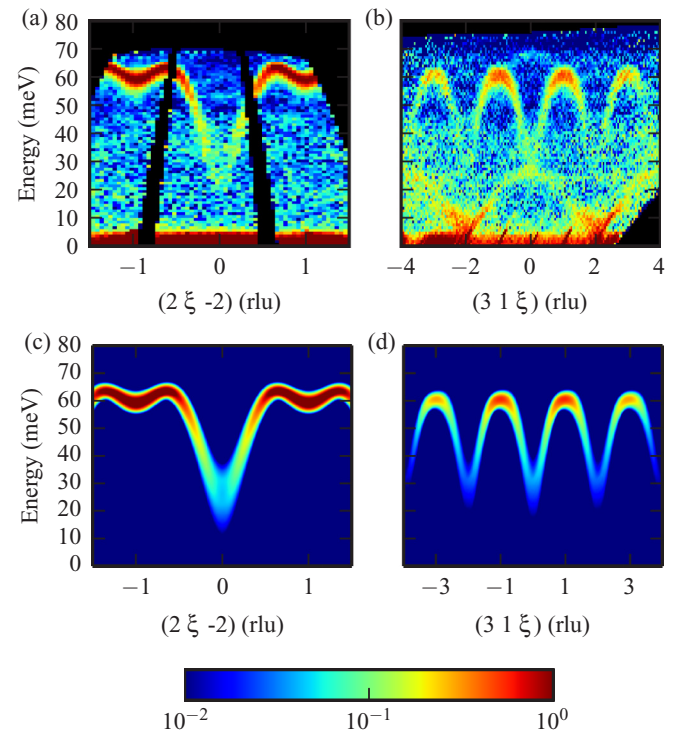 (a)
(b)
80
70
60
50
40
30
20
10
0
Energy (meV)
−1 0 1
−4 −2 0 2 4
(2 ξ -2) (rlu)
(3 1 ξ) (rlu)
(c)
(d)
80
70
60
50
40
30
20
10
0
Energy (meV)
−1 0 1
−3 −1 1 3
(2 ξ -2) (rlu)
(3 1 ξ) (rlu)
10⁻² 10⁻¹ 10⁰